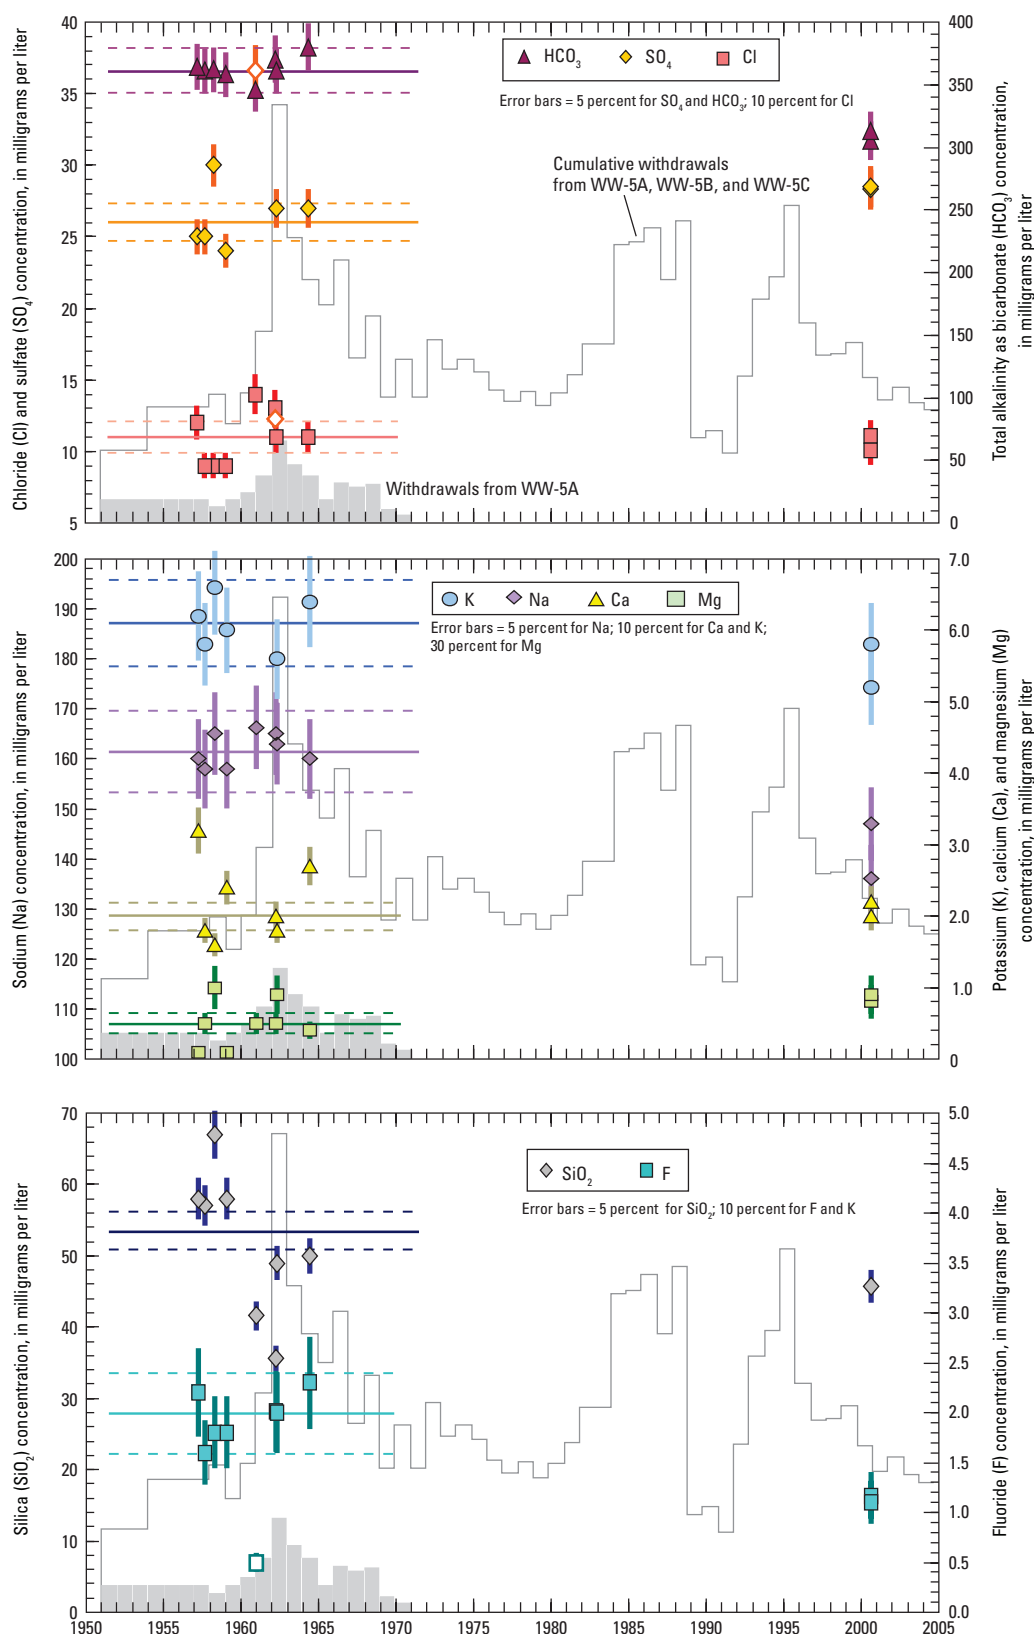 40
35
30
25
20
15
10
5
Chloride (Cl) and sulfate (SO4) concentration, in milligrams per liter
HCO3 SO4 Cl
Error bars = 5 percent for SO4 and HCO3; 10 percent for Cl
Cumulative withdrawals
from WW-5A, WW-5B, and WW-5C
Withdrawals from WW-5A
400
350
300
250
200
150
100
50
0
Total alkalinity as bicarbonate (HCO3) concentration,
in milligrams per liter
200
190
180
170
160
150
140
130
120
110
100
Sodium (Na) concentration, in milligrams per liter
K Na Ca Mg
Error bars = 5 percent for Na; 10 percent for Ca and K;
30 percent for Mg
7.0
6.0
5.0
4.0
3.0
2.0
1.0
0
Potassium (K), calcium (Ca), and magnesium (Mg)
concentration, in milligrams per liter
70
60
50
40
30
20
10
0
Silica (SiO2) concentration, in milligrams per liter
SiO2 F
Error bars = 5 percent for SiO2; 10 percent for F and K
5.0
4.5
4.0
3.5
3.0
2.5
2.0
1.5
1.0
0.5
0.0
Fluoride (F) concentration, in milligrams per liter
1950 1955 1960 1965 1970 1975 1980 1985 1990 1995 2000 2005